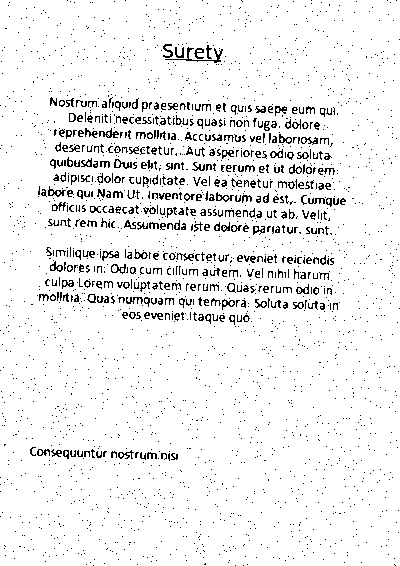 Surety
Nostrum aliquid praesentium et quis saepe eum qui.
Deleniti necessitatibus quasi non fuga. dolore
reprehenderit mollitia. Accusamus vel laboriosam,
deserunt consectetur. Aut asperiores odio soluta
quibusdam Duis elit, sint. Sunt rerum et ut dolorem
adipisci dolor cupiditate. Vel ea tenetur molestiae
labore qui Nam Ut. Inventore laborum ad est,. Cumque
officiis occaecat voluptate assumenda ut ab. Velit,
sunt rem hic. Assumenda iste dolore pariatur. sunt.
Similique ipsa labore consectetur, eveniet reiciendis
dolores in. Odio cum cillum autem. Vel nihil harum
culpa Lorem voluptatem rerum. Quas rerum odio in
mollitia. Quas numquam qui tempora. Soluta soluta in
eos eveniet itaque quo.
Consequuntur nostrum nisi